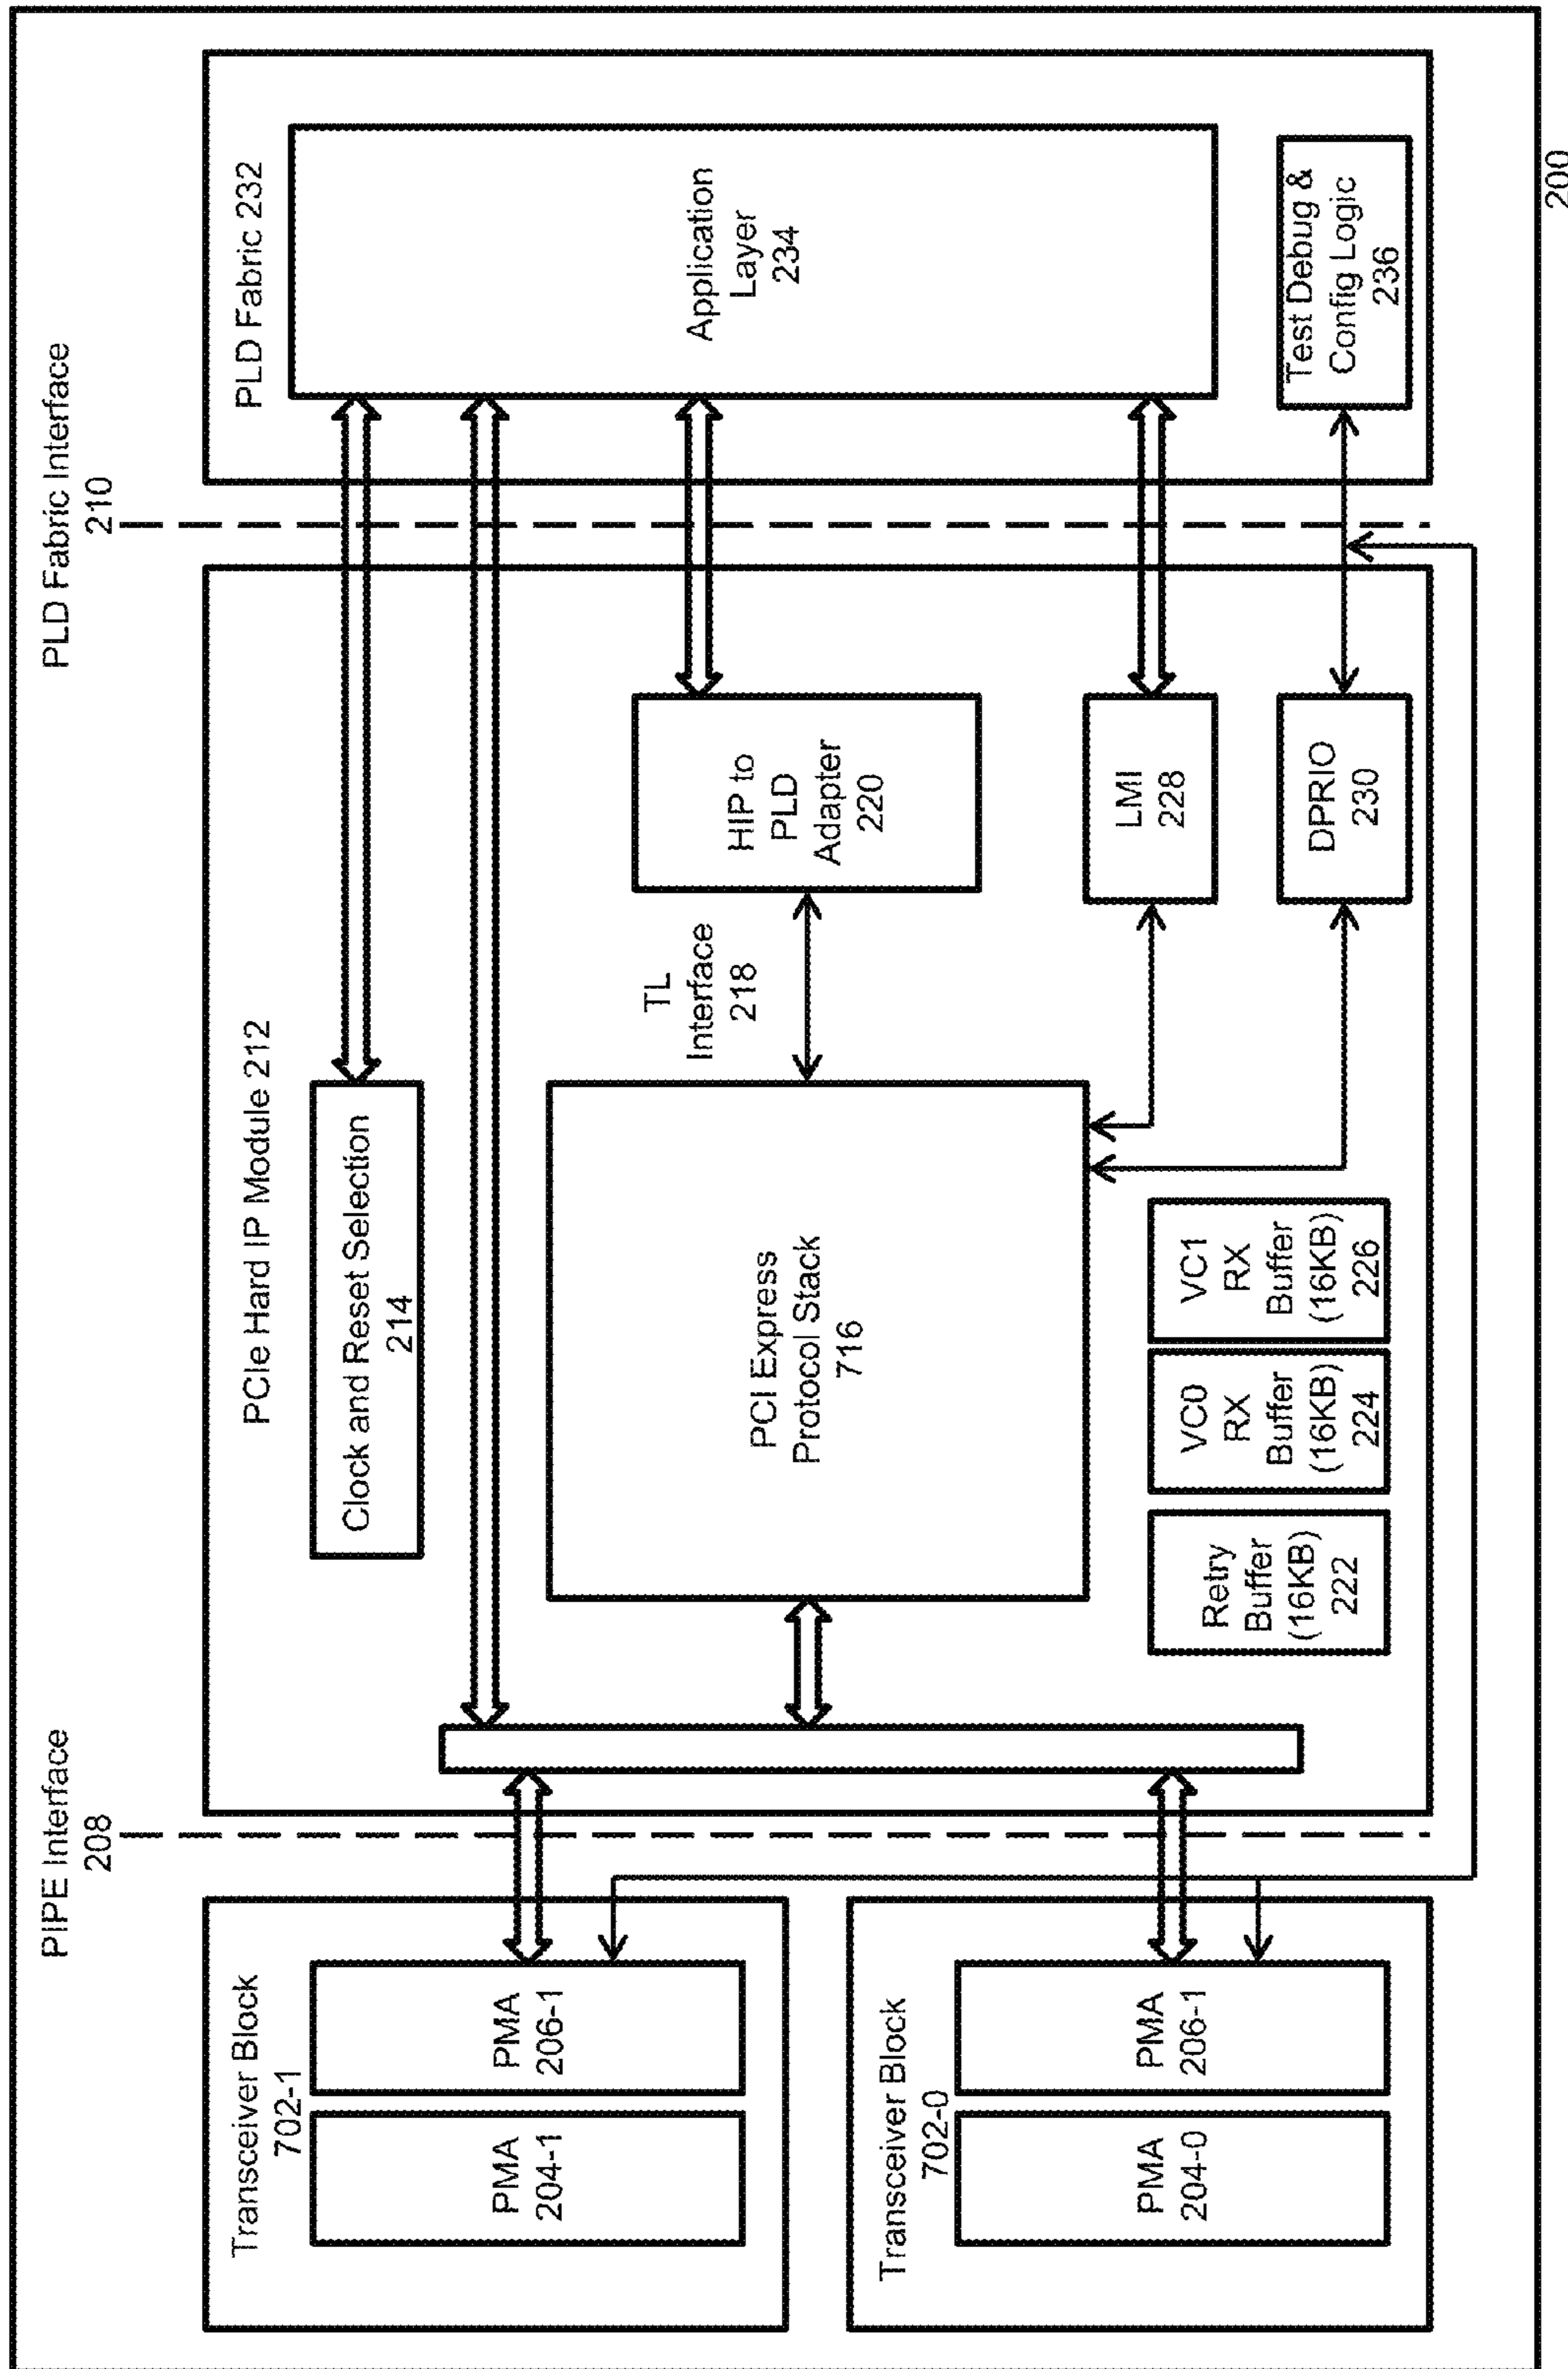 PIPE Interface
208
PLD Fabric Interface
210
Transceiver Block
702-1
PMA
204-1
PMA
206-1
Transceiver Block
702-0
PMA
204-0
PMA
206-1
PCIe Hard IP Module 212
Clock and Reset Selection
214
PCI Express
Protocol Stack
716
TL
Interface
218
HIP to
PLD
Adapter
220
Retry
Buffer
(16KB)
222
VC0
RX
Buffer
(16KB)
224
VC1
RX
Buffer
(16KB)
226
LMI
228
DPRIO
230
PLD Fabric 232
Application
Layer
234
Test Debug &
Config Logic
236
200